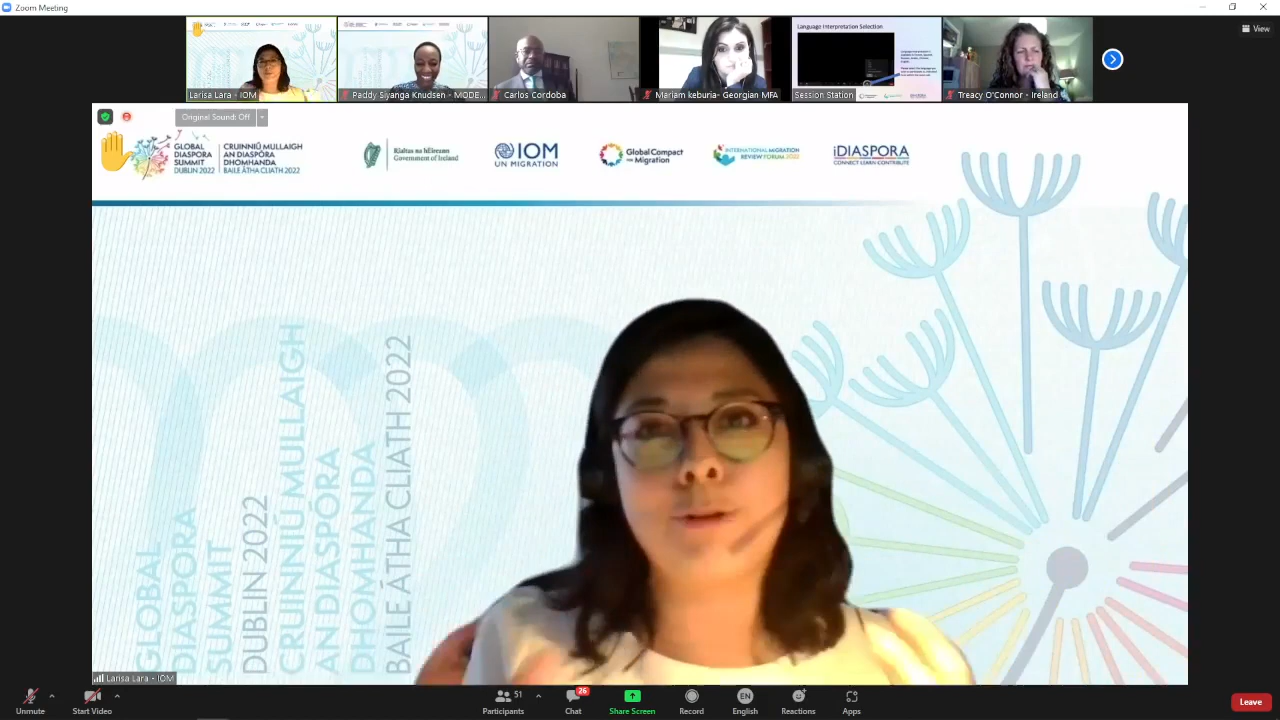 Zoom Meeting
View
Larisa Lara - IOM
Paddy Siyanga Knudsen - MODE...
Carlos Cordoba
Mariam keburia- Georgian MFA
Language Interpretation Selection
Session Station
Treacy O'Connor - Ireland
Original Sound: Off
GLOBAL
DIASPORA
SUMMIT
DUBLIN 2022
CRUINNIÚ MULLAIGH
AN DIASPÓRA
DHOMHANDA
BAILE ÁTHA CLIATH 2022
Rialtas na hÉireann
Government of Ireland
IOM
UN MIGRATION
Global Compact
for Migration
INTERNATIONAL MIGRATION
REVIEW FORUM 2022
iDIASPORA
CONNECT LEARN CONTRIBUTE
GLOBAL
DIASPORA
SUMMIT
DUBLIN 2022
CRUINNIÚ MULLAIGH
AN DIASPÓRA
DHOMHANDA
BAILE ÁTHACLIATH 2022
Larisa Lara - IOM
Unmute
Start Video
51
Participants
26
Chat
Share Screen
Record
EN
English
Reactions
Apps
Leave